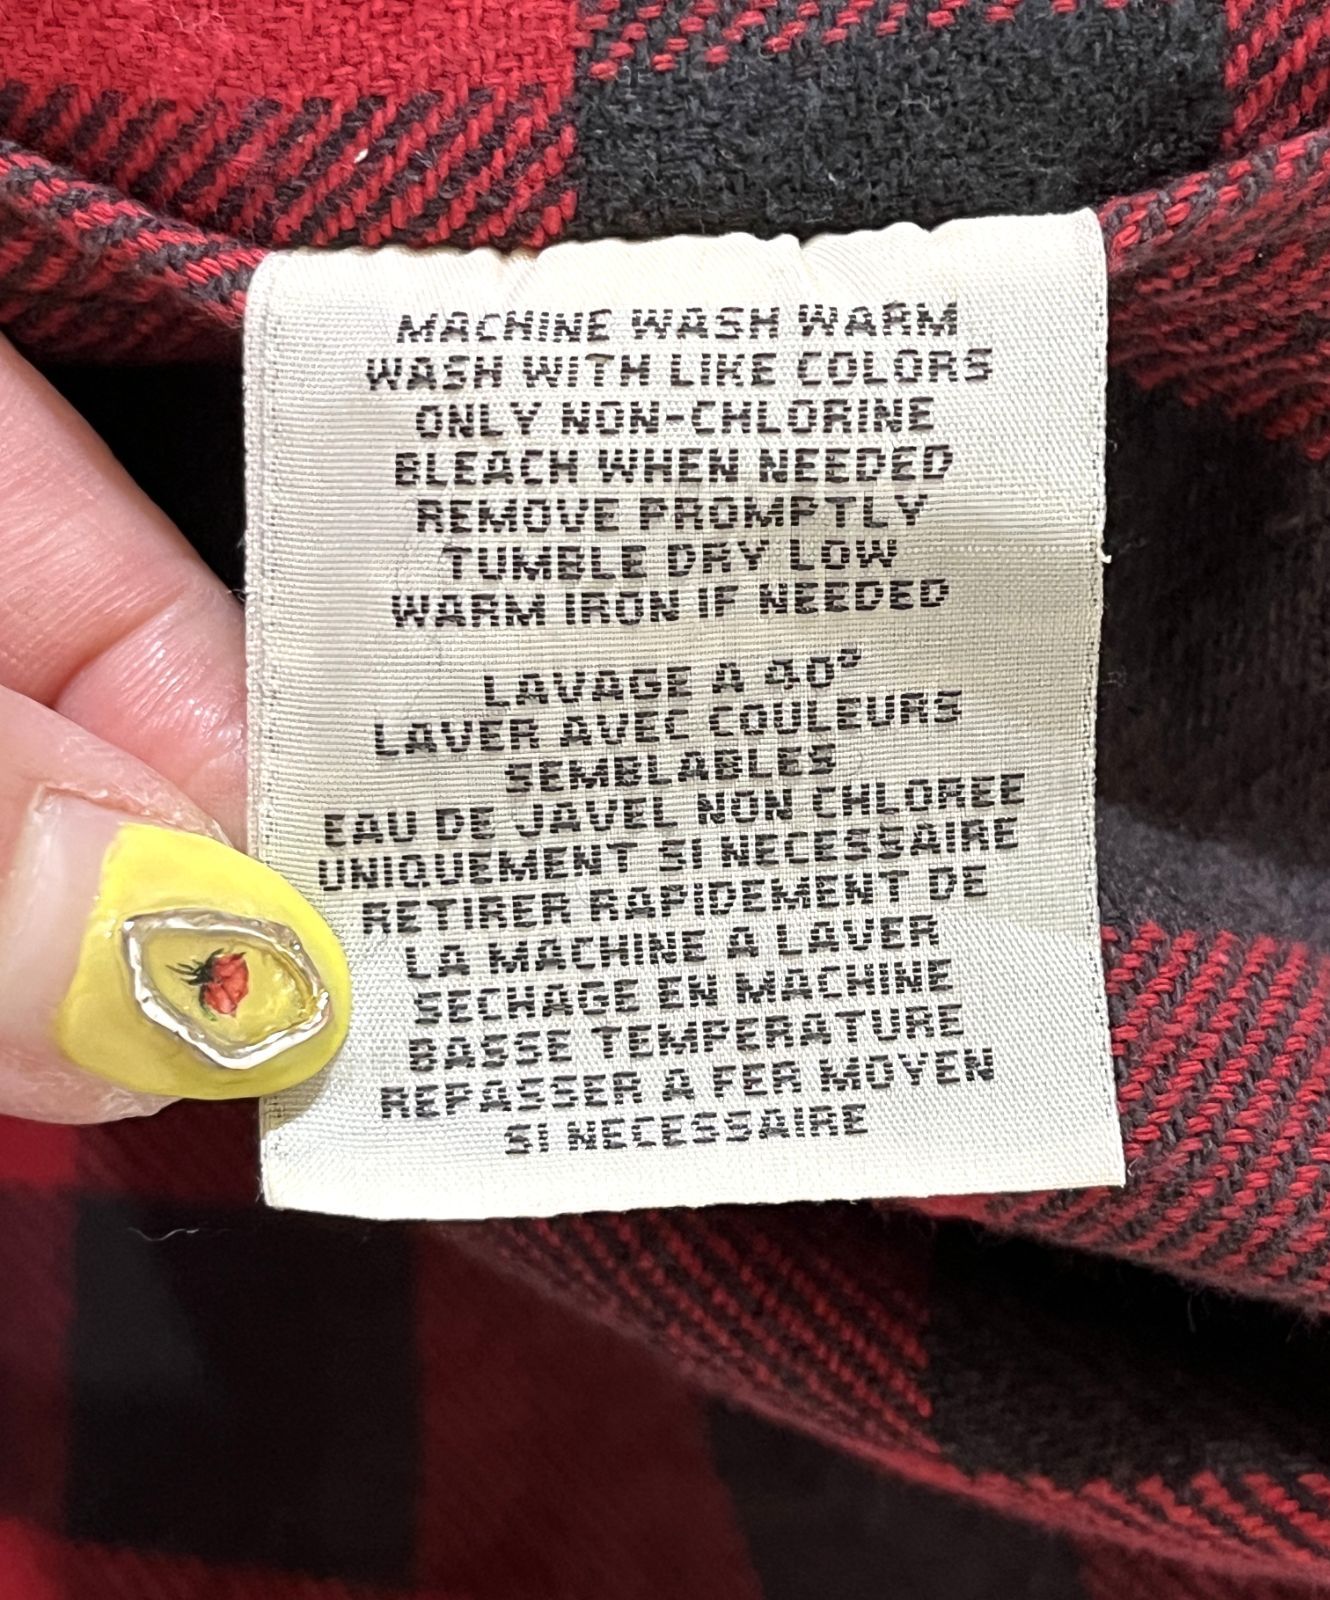 MACHINE WASH WARM
WASH WITH LIKE COLORS
ONLY NON-CHLORINE
BLEACH WHEN NEEDED
REMOVE PROMPTLY
TUMBLE DRY LOW
WARM IRON IF NEEDED
LAVAGE A 40°
LAVER AVEC COULEURS
SEMBLABLES
EAU DE JAVEL NON CHLOREE
UNIQUEMENT SI NECESSAIRE
RETIRER RAPIDEMENT DE
LA MACHINE A LAVER
SECHAGE EN MACHINE
BASSE TEMPERATURE
REPASSER A FER MOYEN
SI NECESSAIRE